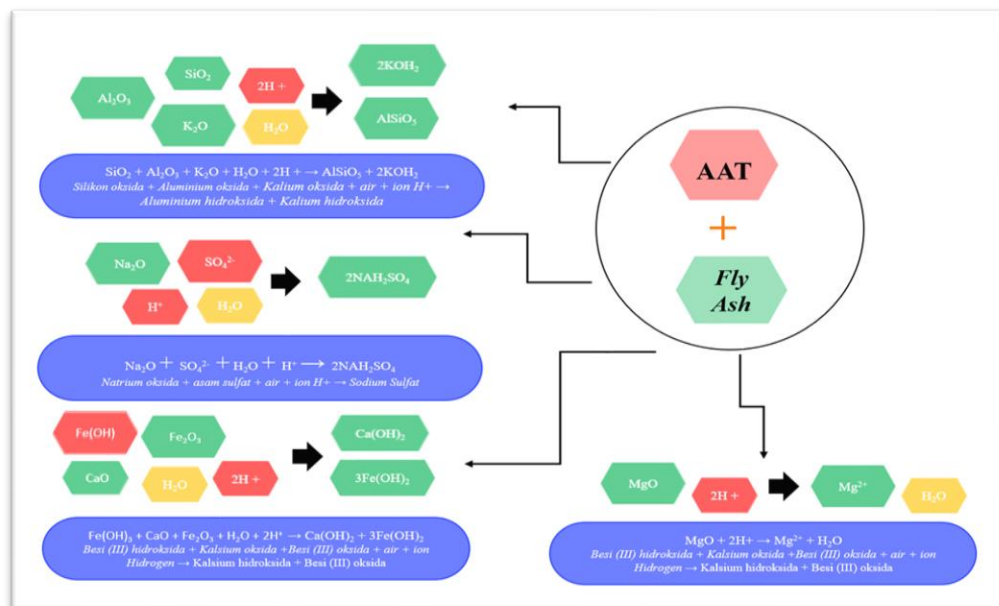 Al₂O₃
SiO₂
2H +
K₂O
H₂O
2KOH₂
AlSiO₅
SiO₂ + Al₂O₃ + K₂O + H₂O + 2H + → AlSiO₅ + 2KOH₂
Silikon oksida + Aluminium oksida + Kalium oksida + air + ion H+ →
Aluminium hidroksida + Kalium hidroksida
Na₂O
SO₄²⁻
H⁺
H₂O
2NAH₂SO₄
Na₂O + SO₄²⁻ + H₂O + H⁺ → 2NAH₂SO₄
Natrium oksida + asam sulfat + air + ion H+ → Sodium Sulfat
Fe(OH)
Fe₂O₃
CaO
H₂O
2H +
Ca(OH)₂
3Fe(OH)₂
Fe(OH)₃ + CaO + Fe₂O₃ + H₂O + 2H⁺ → Ca(OH)₂ + 3Fe(OH)₂
Besi (III) hidroksida + Kalsium oksida +Besi (III) oksida + air + ion
Hidrogen → Kalsium hidroksida + Besi (III) oksida
AAT
+
Fly
Ash
MgO
2H +
Mg²⁺
H₂O
MgO + 2H+ → Mg²⁺ + H₂O
Besi (III) hidroksida + Kalsium oksida +Besi (III) oksida + air + ion
Hidrogen → Kalsium hidroksida + Besi (III) oksida